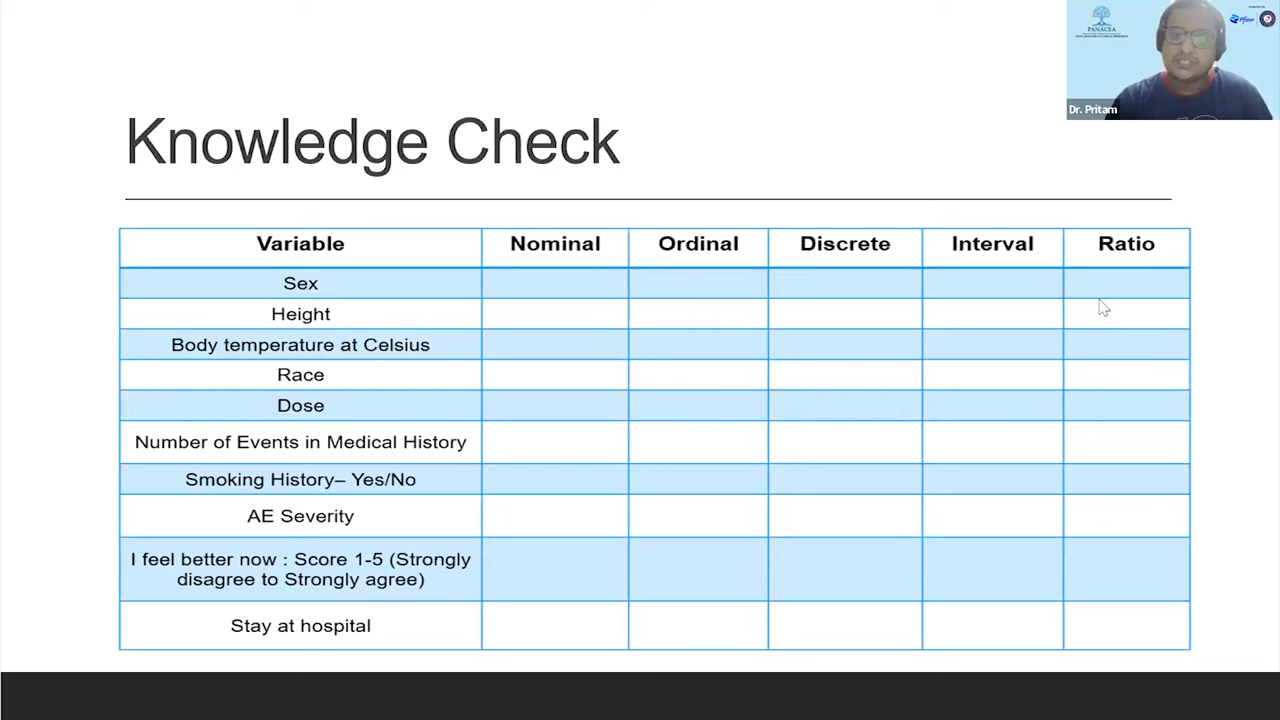 PANACEA
Pfizer
Dr. Pritam
Knowledge Check
Variable Nominal Ordinal Discrete Interval Ratio
Sex
Height
Body temperature at Celsius
Race
Dose
Number of Events in Medical History
Smoking History– Yes/No
AE Severity
I feel better now : Score 1-5 (Strongly
disagree to Strongly agree)
Stay at hospital